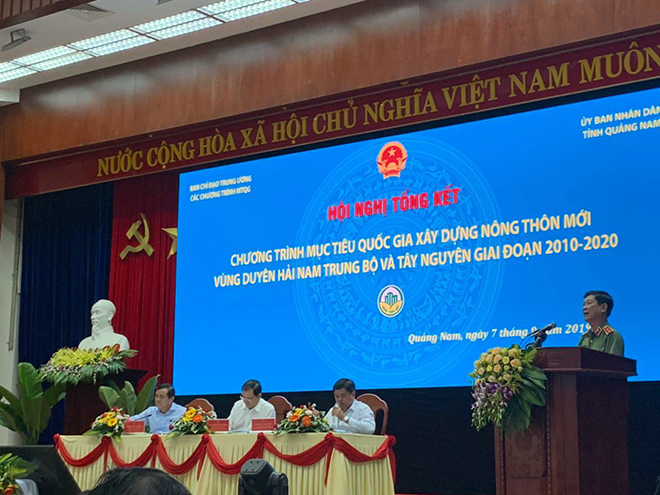 NƯỚC CỘNG HÒA XÃ HỘI CHỦ NGHĨA VIỆT NAM MUÔN
BAN CHỈ ĐẠO TRUNG ƯƠNG
CÁC CHƯƠNG TRÌNH MTQG
ỦY BAN NHÂN DÂN
TỈNH QUẢNG NAM
HỘI NGHỊ TỔNG KẾT
CHƯƠNG TRÌNH MỤC TIÊU QUỐC GIA XÂY DỰNG NÔNG THÔN MỚI
VÙNG DUYÊN HẢI NAM TRUNG BỘ VÀ TÂY NGUYÊN GIAI ĐOẠN 2010-2020
Quảng Nam, ngày 7 tháng 9 năm 2019